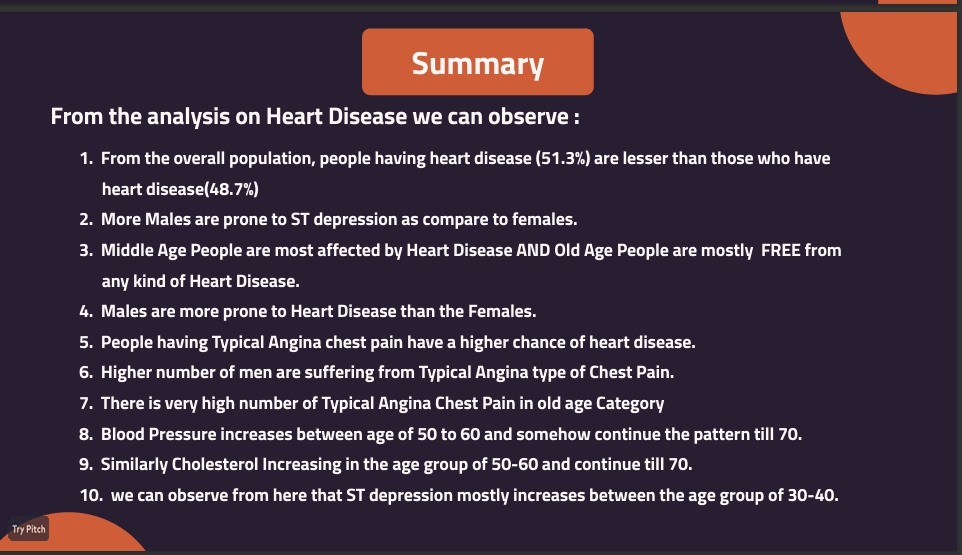 Summary
From the analysis on Heart Disease we can observe :
1. From the overall population, people having heart disease (51.3%) are lesser than those who have
heart disease(48.7%)
2. More Males are prone to ST depression as compare to females.
3. Middle Age People are most affected by Heart Disease AND Old Age People are mostly FREE from
any kind of Heart Disease.
4. Males are more prone to Heart Disease than the Females.
5. People having Typical Angina chest pain have a higher chance of heart disease.
6. Higher number of men are suffering from Typical Angina type of Chest Pain.
7. There is very high number of Typical Angina Chest Pain in old age Category
8. Blood Pressure increases between age of 50 to 60 and somehow continue the pattern till 70.
9. Similarly Cholesterol Increasing in the age group of 50-60 and continue till 70.
10. we can observe from here that ST depression mostly increases between the age group of 30-40.
Try Pitch